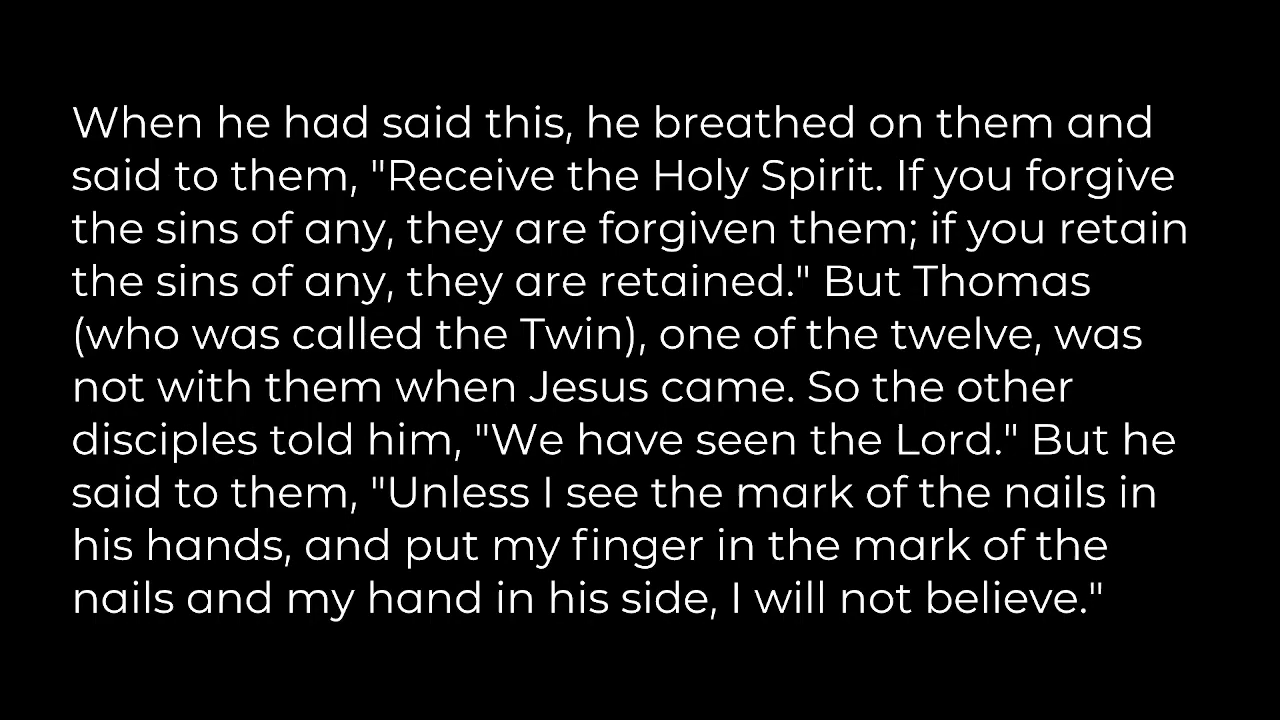 When he had said this, he breathed on them and
said to them, "Receive the Holy Spirit. If you forgive
the sins of any, they are forgiven them; if you retain
the sins of any, they are retained." But Thomas
(who was called the Twin), one of the twelve, was
not with them when Jesus came. So the other
disciples told him, "We have seen the Lord." But he
said to them, "Unless I see the mark of the nails in
his hands, and put my finger in the mark of the
nails and my hand in his side, I will not believe."